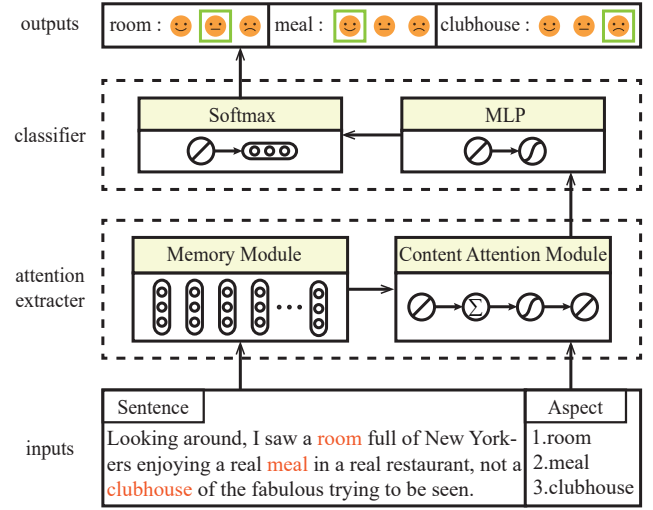 outputs
room :
meal :
clubhouse :
classifier
Softmax
MLP
attention
extracter
Memory Module
Content Attention Module
Σ
inputs
Sentence
Looking around, I saw a room full of New York-
ers enjoying a real meal in a real restaurant, not a
clubhouse of the fabulous trying to be seen.
Aspect
1.room
2.meal
3.clubhouse